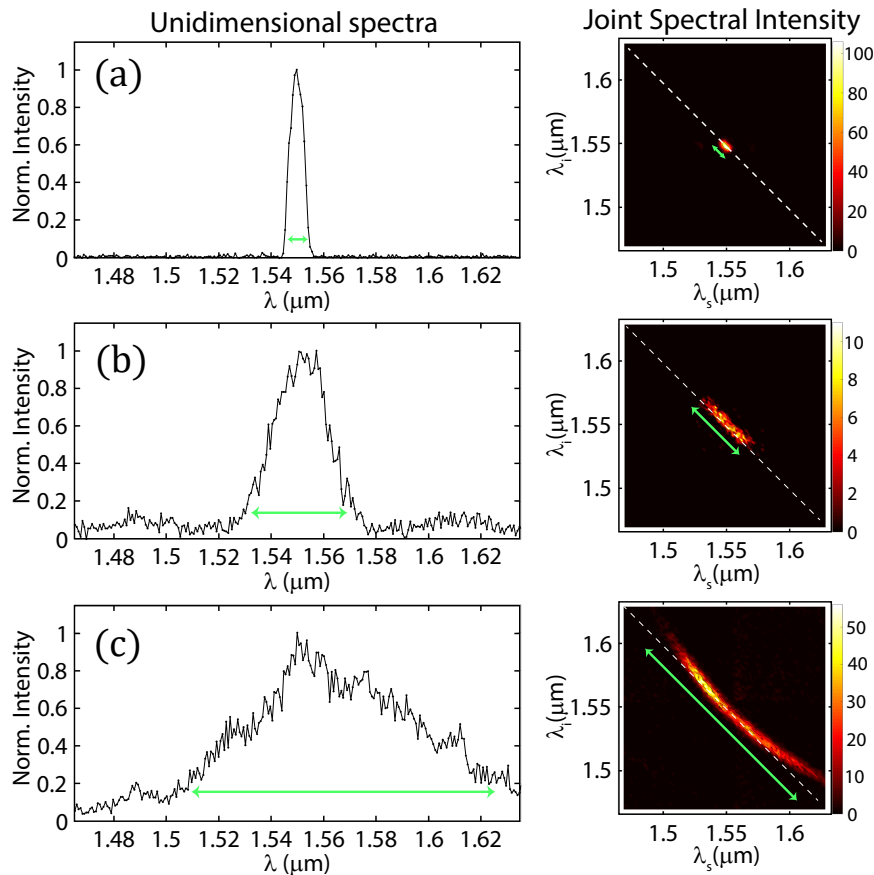 Unidimensional spectra
Joint Spectral Intensity
(a)
Norm. Intensity
1
0.8
0.6
0.4
0.2
0
1.48 1.5 1.52 1.54 1.56 1.58 1.6 1.62
λ (μm)
λi(μm)
1.6
1.55
1.5
1.5 1.55 1.6
λs(μm)
100
80
60
40
20
0
(b)
Norm. Intensity
1
0.8
0.6
0.4
0.2
0
1.48 1.5 1.52 1.54 1.56 1.58 1.6 1.62
λ (μm)
λi(μm)
1.6
1.55
1.5
1.5 1.55 1.6
λs(μm)
10
8
6
4
2
0
(c)
Norm. Intensity
1
0.8
0.6
0.4
0.2
0
1.48 1.5 1.52 1.54 1.56 1.58 1.6 1.62
λ (μm)
λi(μm)
1.6
1.55
1.5
1.5 1.55 1.6
λs(μm)
50
40
30
20
10
0